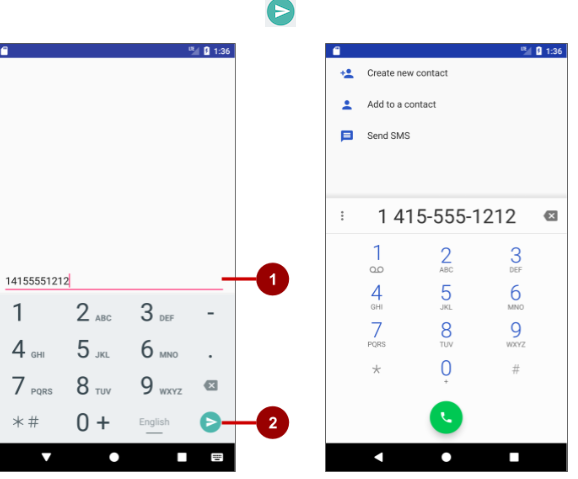 1:36
14155551212
1
1 2 ABC 3 DEF -
4 GHI 5 JKL 6 MNO .
7 PQRS 8 TUV 9 WXYZ
*# 0 + English
2
1:36
Create new contact
Add to a contact
Send SMS
1 415-555-1212
1 2 3
ABC DEF
4 5 6
GHI JKL MNO
7 8 9
PQRS TUV WXYZ
* 0 #
+